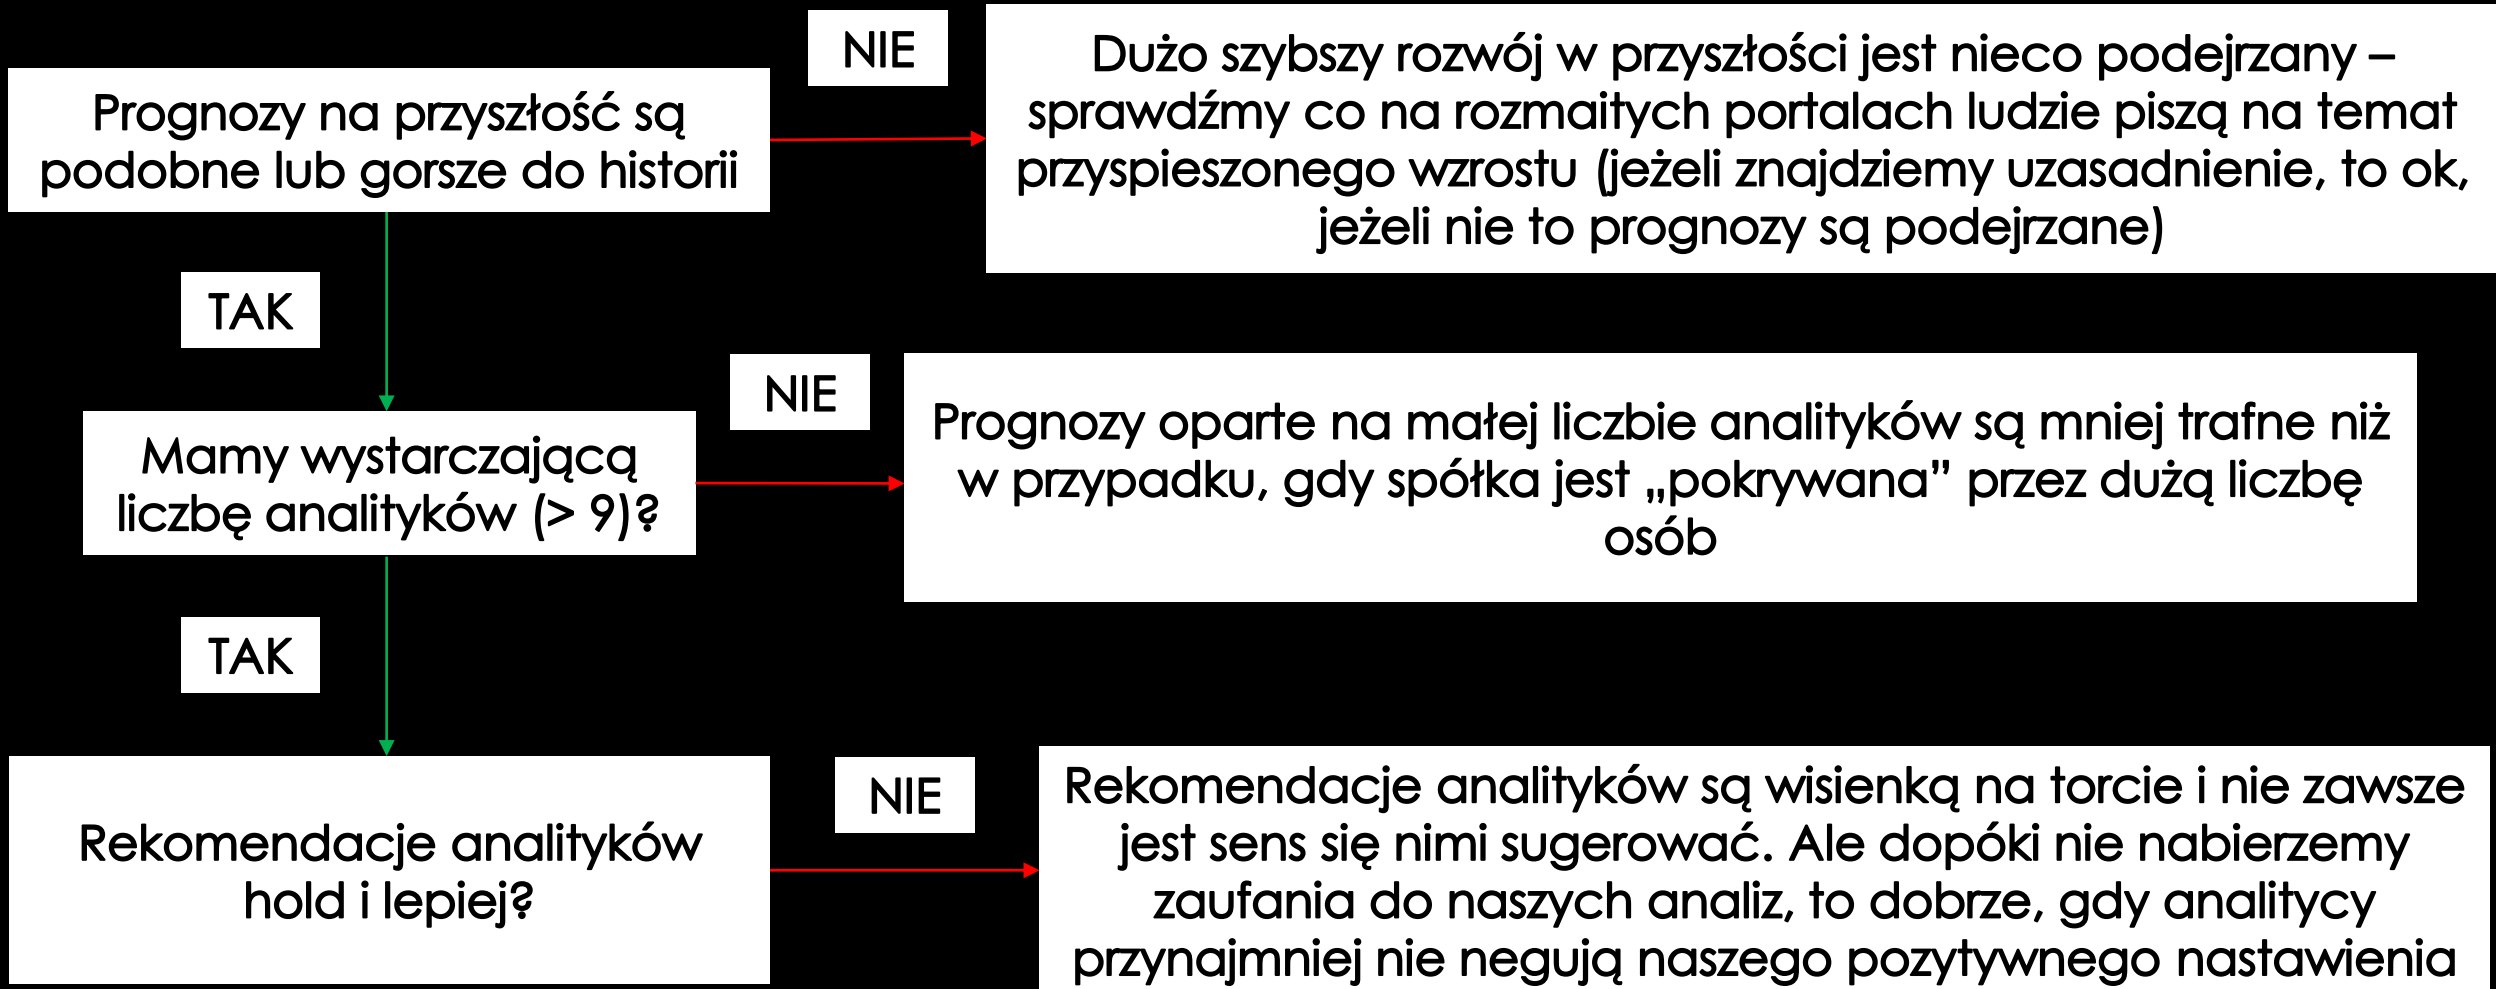 Prognozy na przyszłość są
podobne lub gorsze do historii
NIE
Dużo szybszy rozwój w przyszłości jest nieco podejrzany –
sprawdźmy co na rozmaitych portalach ludzie piszą na temat
przyspieszonego wzrostu (jeżeli znajdziemy uzasadnienie, to ok,
jeżeli nie to prognozy są podejrzane)
TAK
Mamy wystarczającą
liczbę analityków (> 9)?
NIE
Prognozy oparte na małej liczbie analityków są mniej trafne niż
w przypadku, gdy spółka jest „pokrywana” przez dużą liczbę
osób
TAK
Rekomendacje analityków
hold i lepiej?
NIE
Rekomendacje analityków są wisienką na torcie i nie zawsze
jest sens się nimi sugerować. Ale dopóki nie nabierzemy
zaufania do naszych analiz, to dobrze, gdy analitycy
przynajmniej nie negują naszego pozytywnego nastawienia